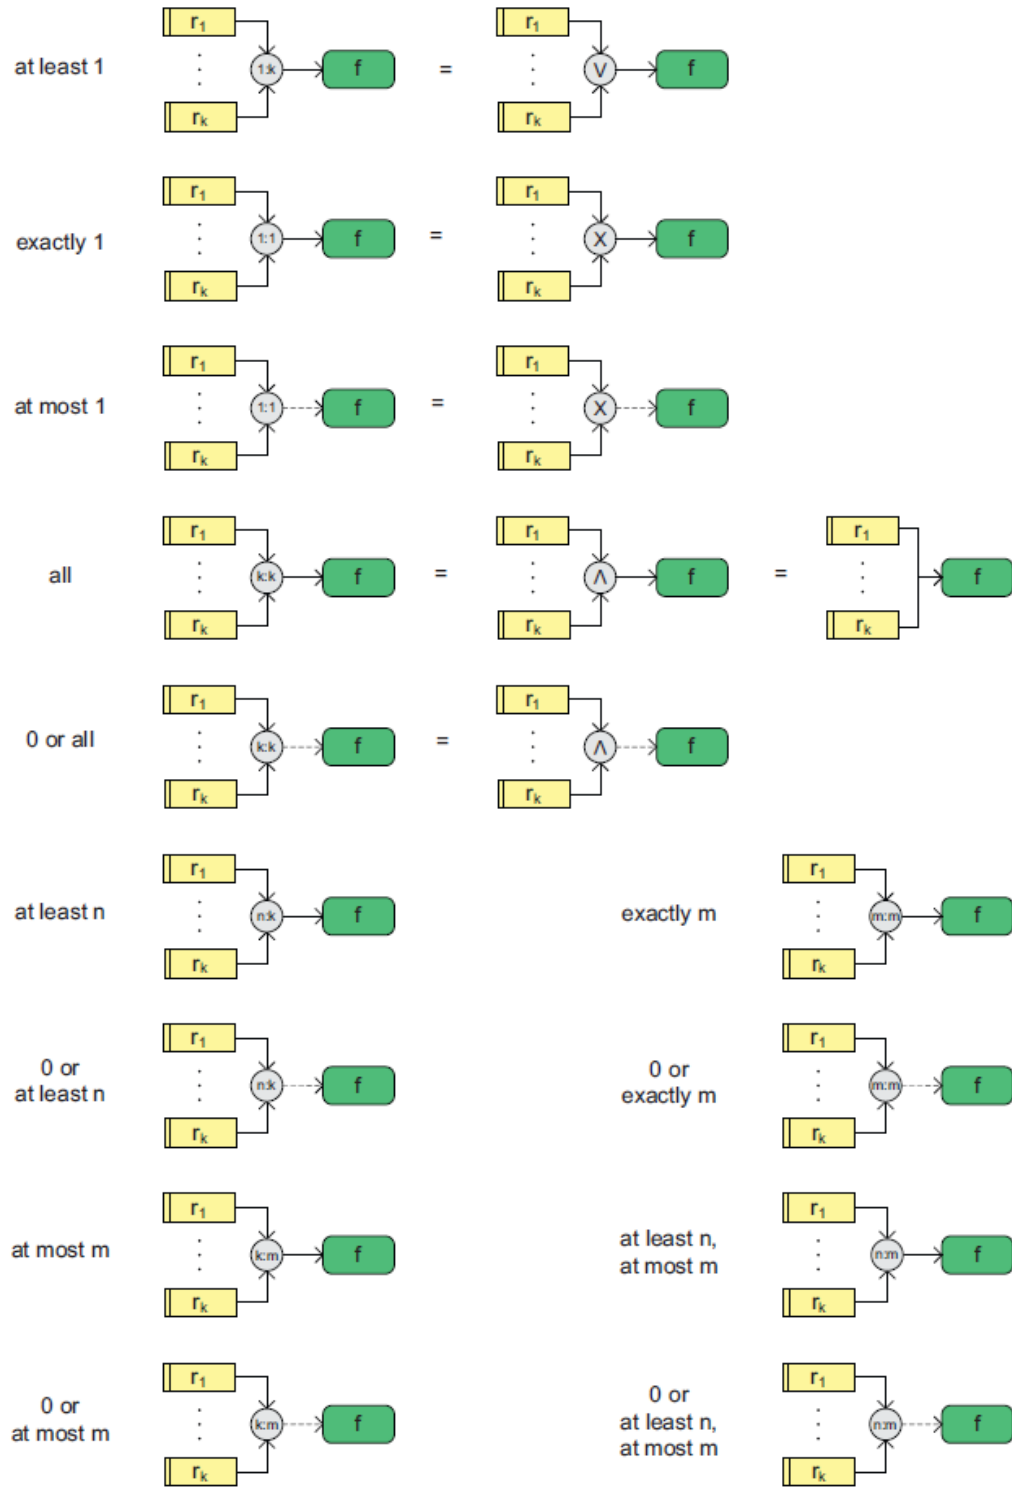 r1
at least 1
1:k
f
=
rk
r1
V
f
rk
r1
exactly 1
1:1
f
=
rk
r1
X
f
rk
r1
at most 1
1:1
f
=
rk
r1
X
f
rk
r1
all
k:k
f
=
rk
r1
Λ
f
=
rk
r1
f
rk
r1
0 or all
k:k
f
=
rk
r1
Λ
f
rk
r1
at least n
n:k
f
rk
r1
exactly m
m:m
f
rk
r1
0 or
at least n
n:k
f
rk
r1
0 or
exactly m
m:m
f
rk
r1
at most m
k:m
f
rk
r1
at least n,
at most m
n:m
f
rk
r1
0 or
at most m
k:m
f
rk
r1
0 or
at least n,
at most m
n:m
f
rk